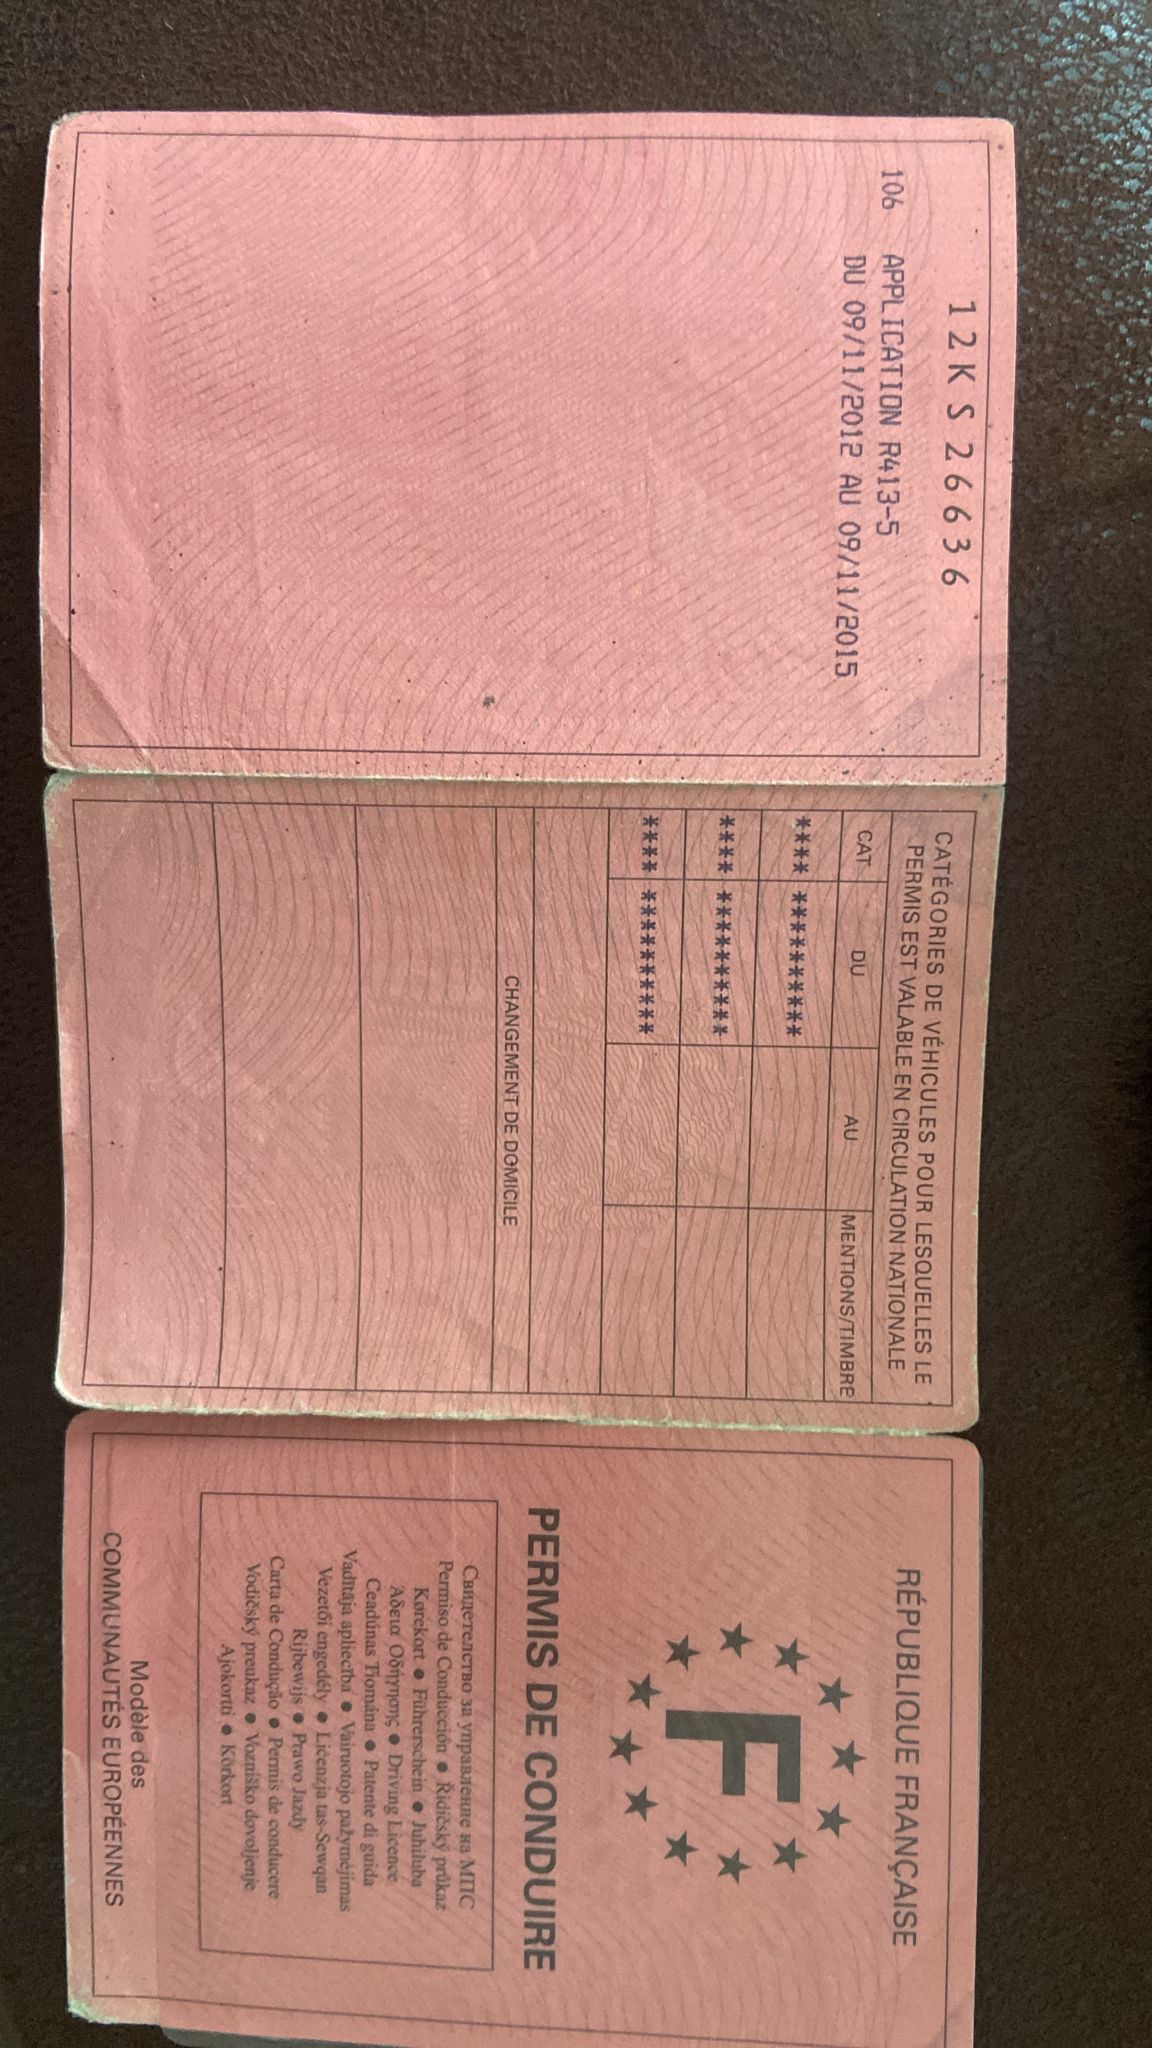 12KS26636
106 APPLICATION R413-5
DU 09/11/2012 AU 09/11/2015
CATÉGORIES DE VÉHICULES POUR LESQUELLES LE
PERMIS EST VALABLE EN CIRCULATION NATIONALE
CAT. DU AU MENTIONS/TIMBRE
**** **********
**** **********
**** **********
CHANGEMENT DE DOMICILE
RÉPUBLIQUE FRANÇAISE
F
PERMIS DE CONDUIRE
Свидетелство за управление на МПС
Permiso de Conducción ● Řidičský průkaz
Kørekort ● Führerschein ● Juhiluba
Άδεια Οδήγησης ● Driving Licence
Ceadúnas Tiomána ● Patente di guida
Vadītāja apliecība ● Vairuotojo pažymėjimas
Vezetői engedély ● Liċenzja tas-Sewqan
Rijbewijs ● Prawo Jazdy
Carta de Condução ● Permis de conducere
Vodičský preukaz ● Vozniško dovoljenje
Ajokortti ● Körkort
Modèle des
COMMUNAUTÉS EUROPÉENNES